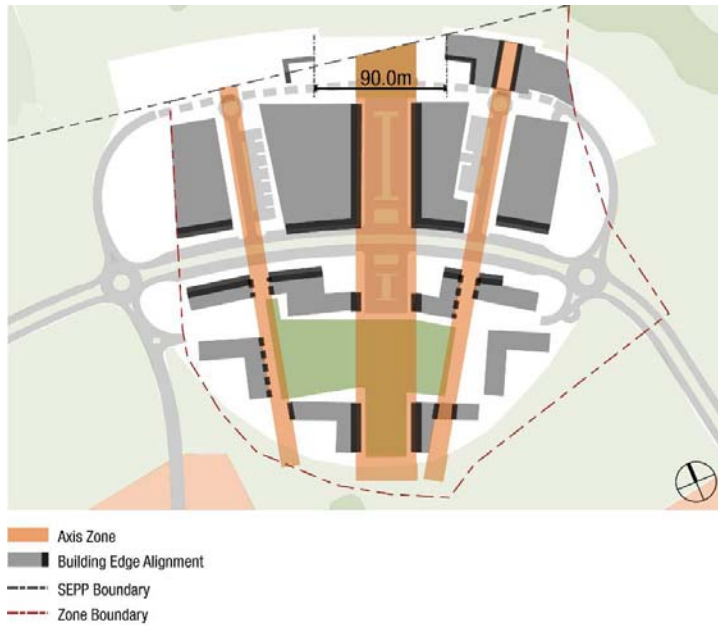 90.0m
Axis Zone
Building Edge Alignment
SEPP Boundary
Zone Boundary